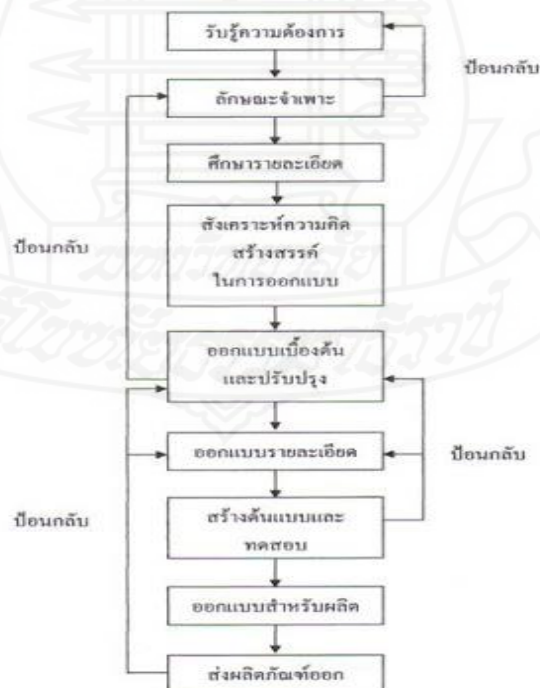 รับรู้ความต้องการ
ป้อนกลับ
ลักษณะจำเพาะ
ศึกษารายละเอียด
สังเคราะห์ความคิด
สร้างสรรค์
ในการออกแบบ
ป้อนกลับ
ออกแบบเบื้องต้น
และปรับปรุง
ออกแบบรายละเอียด
ป้อนกลับ
สร้างต้นแบบและ
ทดสอบ
ป้อนกลับ
ออกแบบสำหรับผลิต
ส่งผลิตภัณฑ์ออก